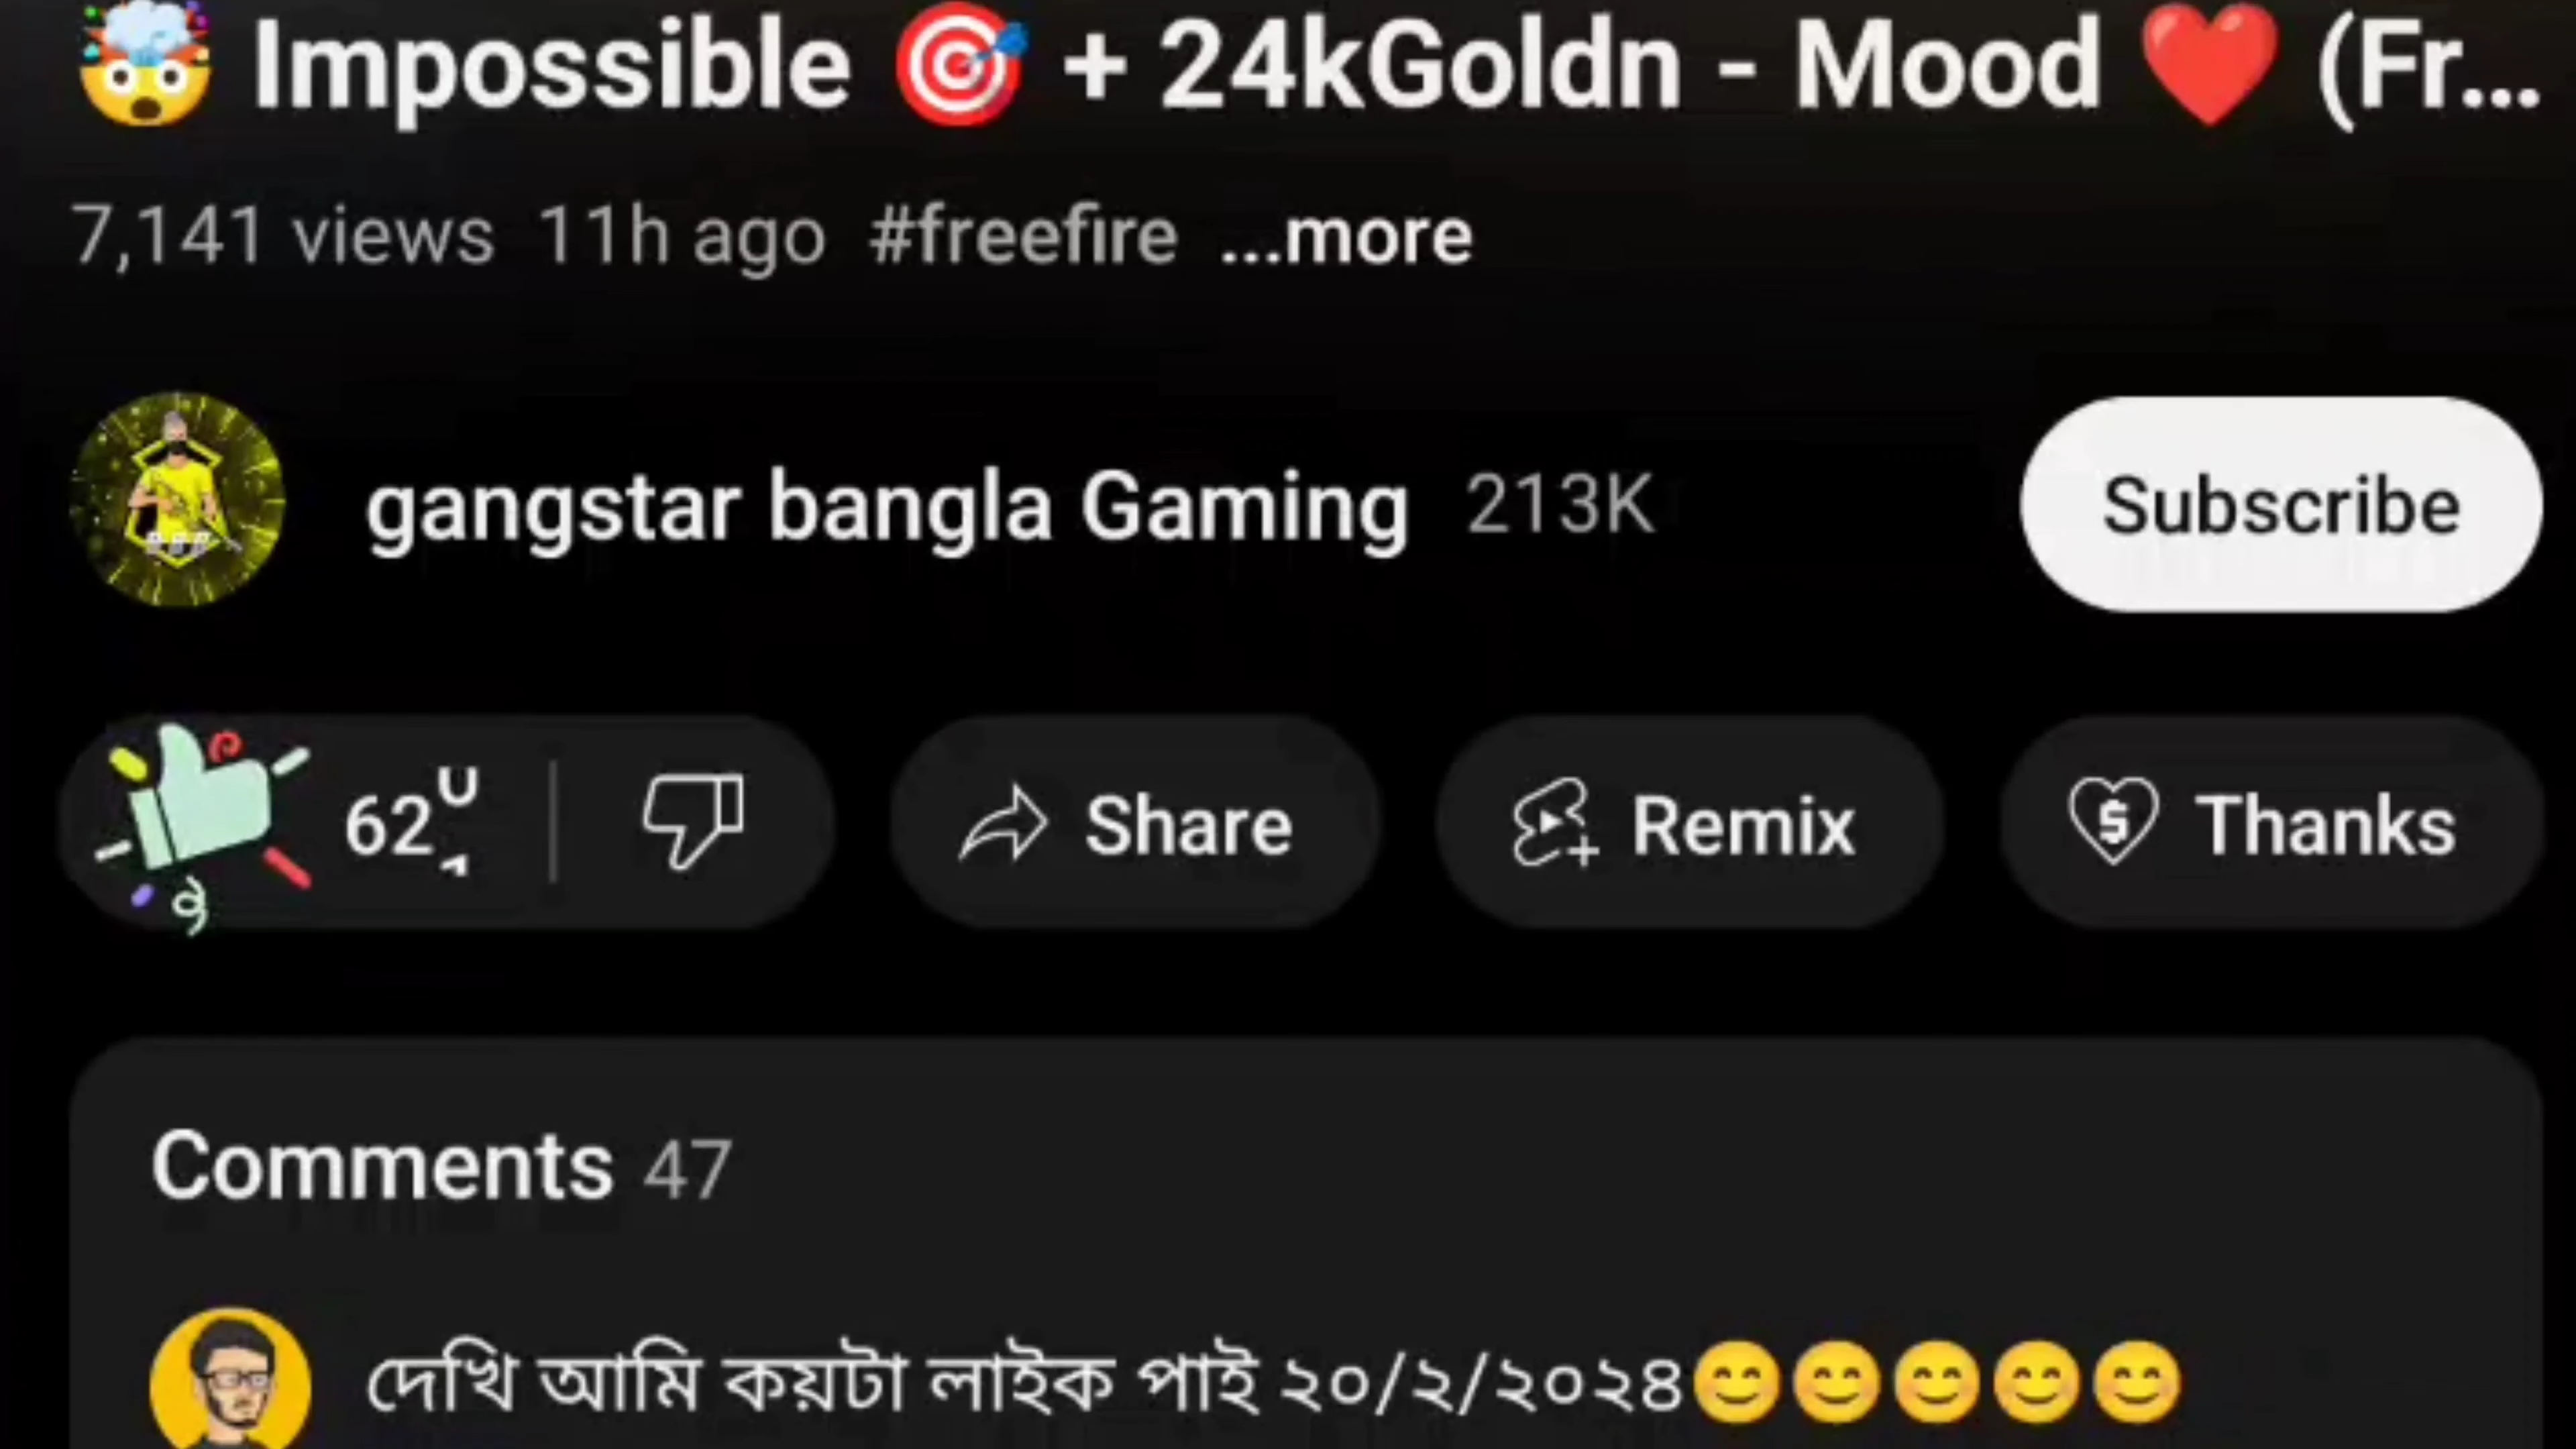 🤯 Impossible 🎯 + 24kGoldn - Mood ❤️ (Fr...
7,141 views 11h ago #freefire ...more
gangstar bangla Gaming 213K
Subscribe
62
Share
Remix
Thanks
Comments 47
দেখি আমি কয়টা লাইক পাই ২০/২/২০২৪😊😊😊😊😊